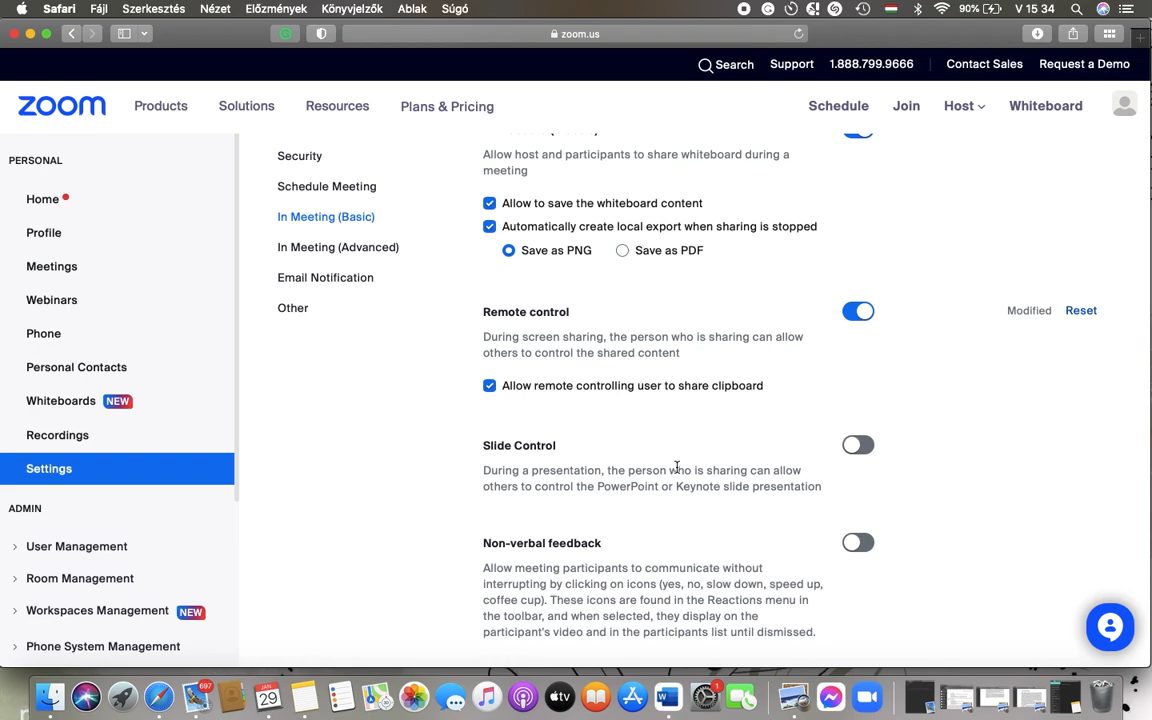 Safari Fájl Szerkesztés Nézet Előzmények Könyvjelzők Ablak Súgó 90% V 15 34
zoom.us
Search Support 1.888.799.9666 Contact Sales Request a Demo
zoom Products Solutions Resources Plans & Pricing Schedule Join Host Whiteboard
PERSONAL
Home
Profile
Meetings
Webinars
Phone
Personal Contacts
Whiteboards NEW
Recordings
Settings
ADMIN
User Management
Room Management
Workspaces Management NEW
Phone System Management
Security
Schedule Meeting
In Meeting (Basic)
In Meeting (Advanced)
Email Notification
Other
Allow host and participants to share whiteboard during a
meeting
Allow to save the whiteboard content
Automatically create local export when sharing is stopped
Save as PNG Save as PDF
Remote control Modified Reset
During screen sharing, the person who is sharing can allow
others to control the shared content
Allow remote controlling user to share clipboard
Slide Control
During a presentation, the person who is sharing can allow
others to control the PowerPoint or Keynote slide presentation
Non-verbal feedback
Allow meeting participants to communicate without
interrupting by clicking on icons (yes, no, slow down, speed up,
coffee cup). These icons are found in the Reactions menu in
the toolbar, and when selected, they display on the
participant's video and in the participants list until dismissed.
697
JAN.
29
tv
W
1